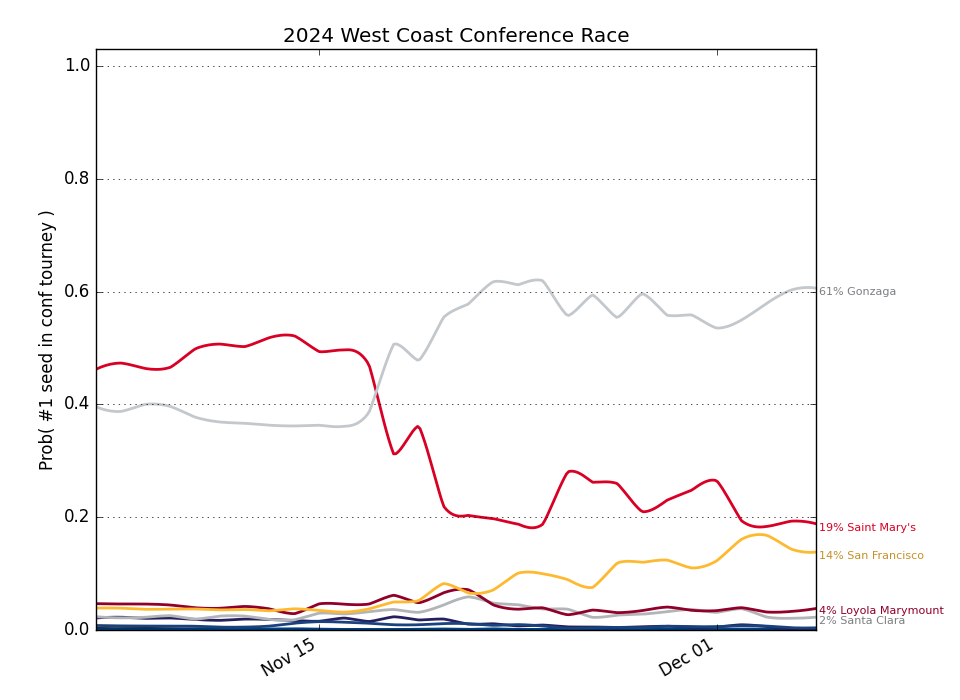 2024 West Coast Conference Race
Prob( #1 seed in conf tourney )
1.0
0.8
0.6
0.4
0.2
0.0
Nov 15
Dec 01
61% Gonzaga
19% Saint Mary's
14% San Francisco
4% Loyola Marymount
2% Santa Clara